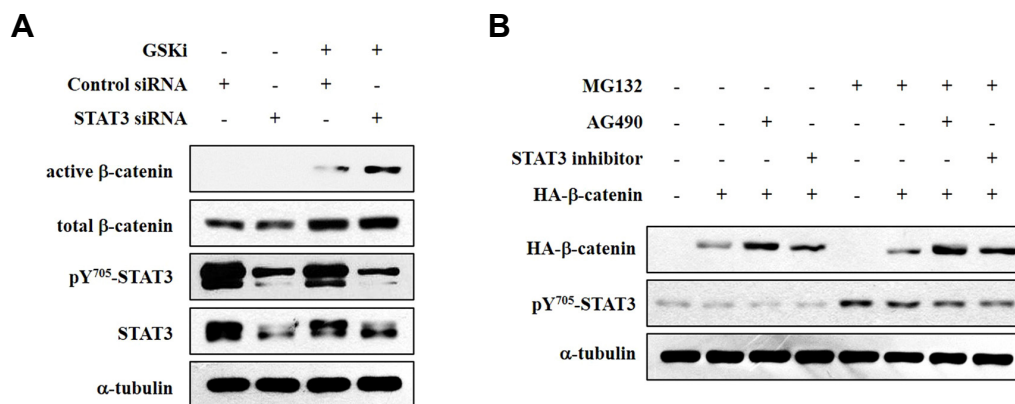 A
GSKi - - + +
Control siRNA + - + -
STAT3 siRNA - + - +
active β-catenin
total β-catenin
pY⁷⁰⁵-STAT3
STAT3
α-tubulin
B
MG132 - - - - + + + +
AG490 - - + - - - + -
STAT3 inhibitor - - - + - - - +
HA-β-catenin - + + + - + + +
HA-β-catenin
pY⁷⁰⁵-STAT3
α-tubulin